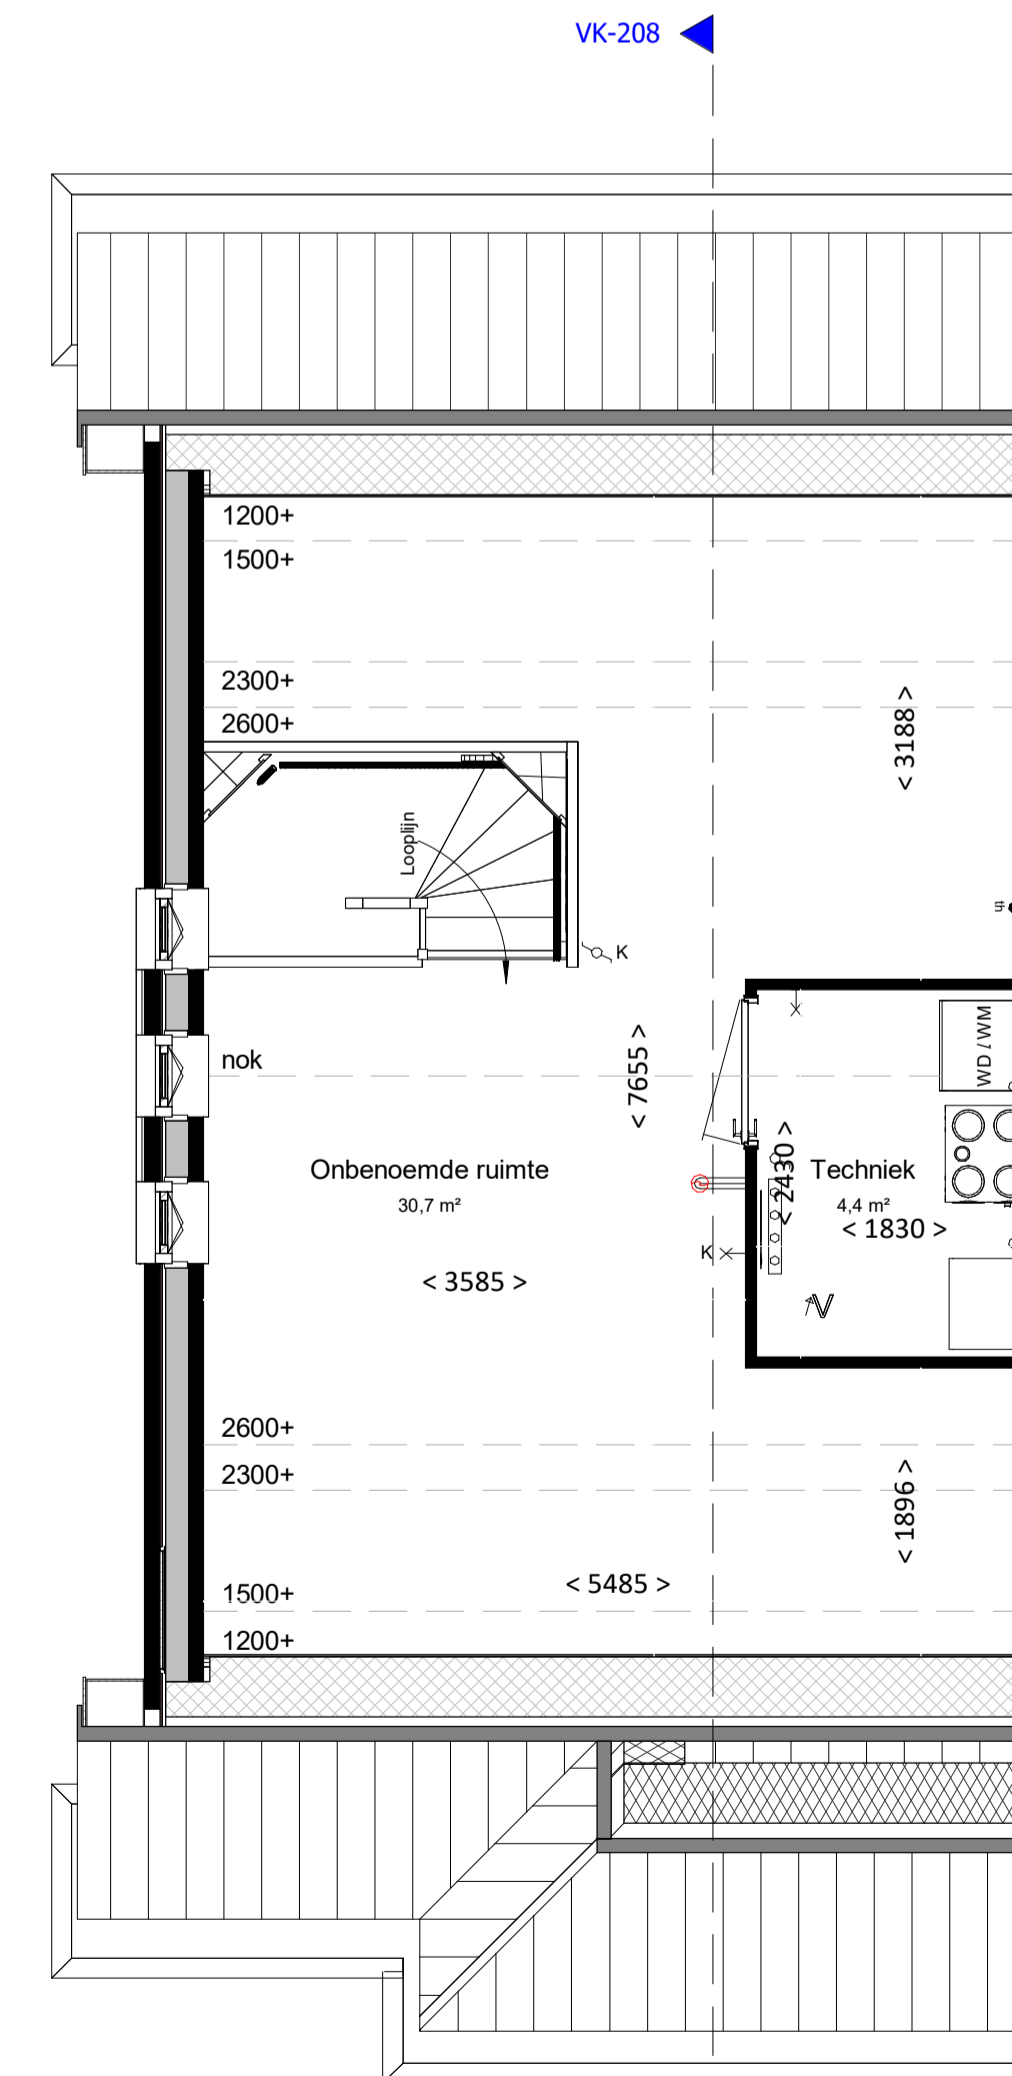 VK-208
1200+
1500+
2300+
2600+
< 3188 >
Looplijn
th
K
WD / WM
nok
< 7655 >
Onbenoemde ruimte
30,7 m²
< 2430 >
Techniek
4,4 m²
< 1830 >
K
< 3585 >
V
2600+
2300+
< 1896 >
< 5485 >
1500+
1200+